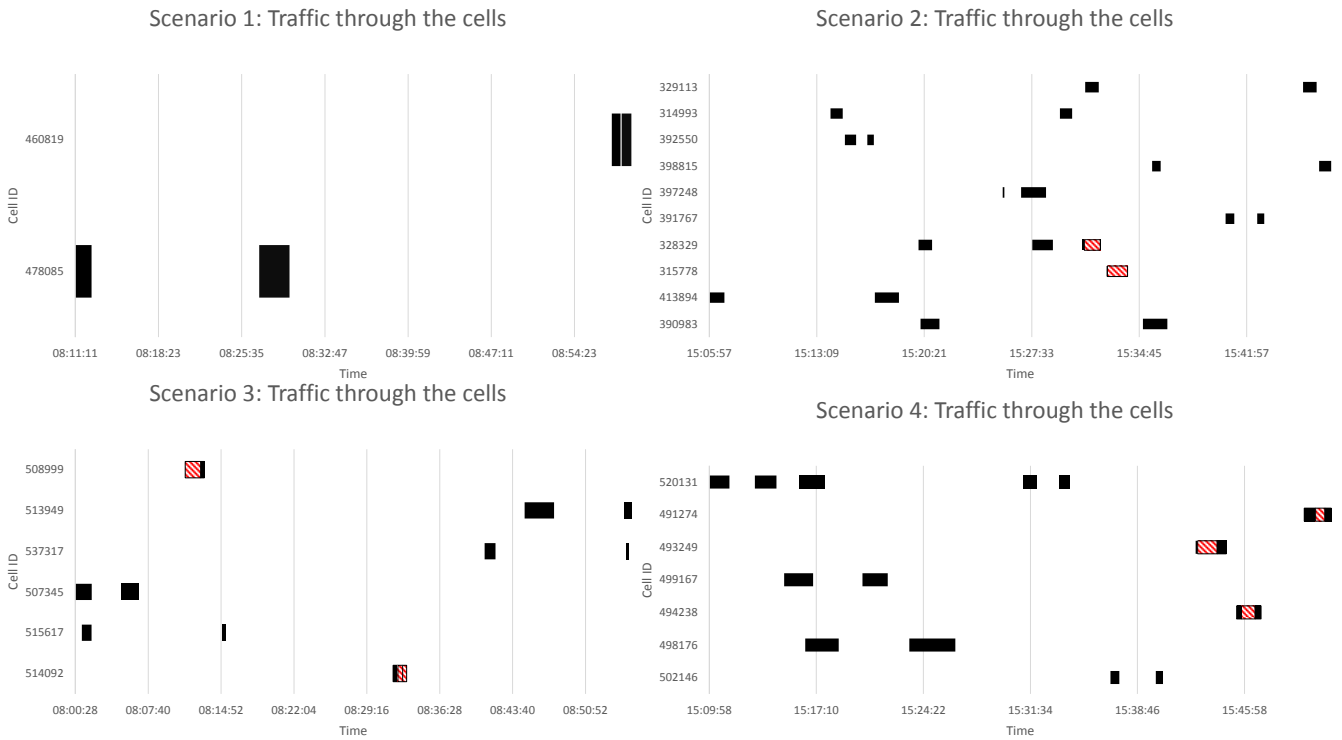 Scenario 1: Traffic through the cells
Cell ID
460819
478085
08:11:11 08:18:23 08:25:35 08:32:47 08:39:59 08:47:11 08:54:23
Time
Scenario 2: Traffic through the cells
Cell ID
329113
314993
392550
398815
397248
391767
328329
315778
413894
390983
15:05:57 15:13:09 15:20:21 15:27:33 15:34:45 15:41:57
Time
Scenario 3: Traffic through the cells
Cell ID
508999
513949
537317
507345
515617
514092
08:00:28 08:07:40 08:14:52 08:22:04 08:29:16 08:36:28 08:43:40 08:50:52
Time
Scenario 4: Traffic through the cells
Cell ID
520131
491274
493249
499167
494238
498176
502146
15:09:58 15:17:10 15:24:22 15:31:34 15:38:46 15:45:58
Time